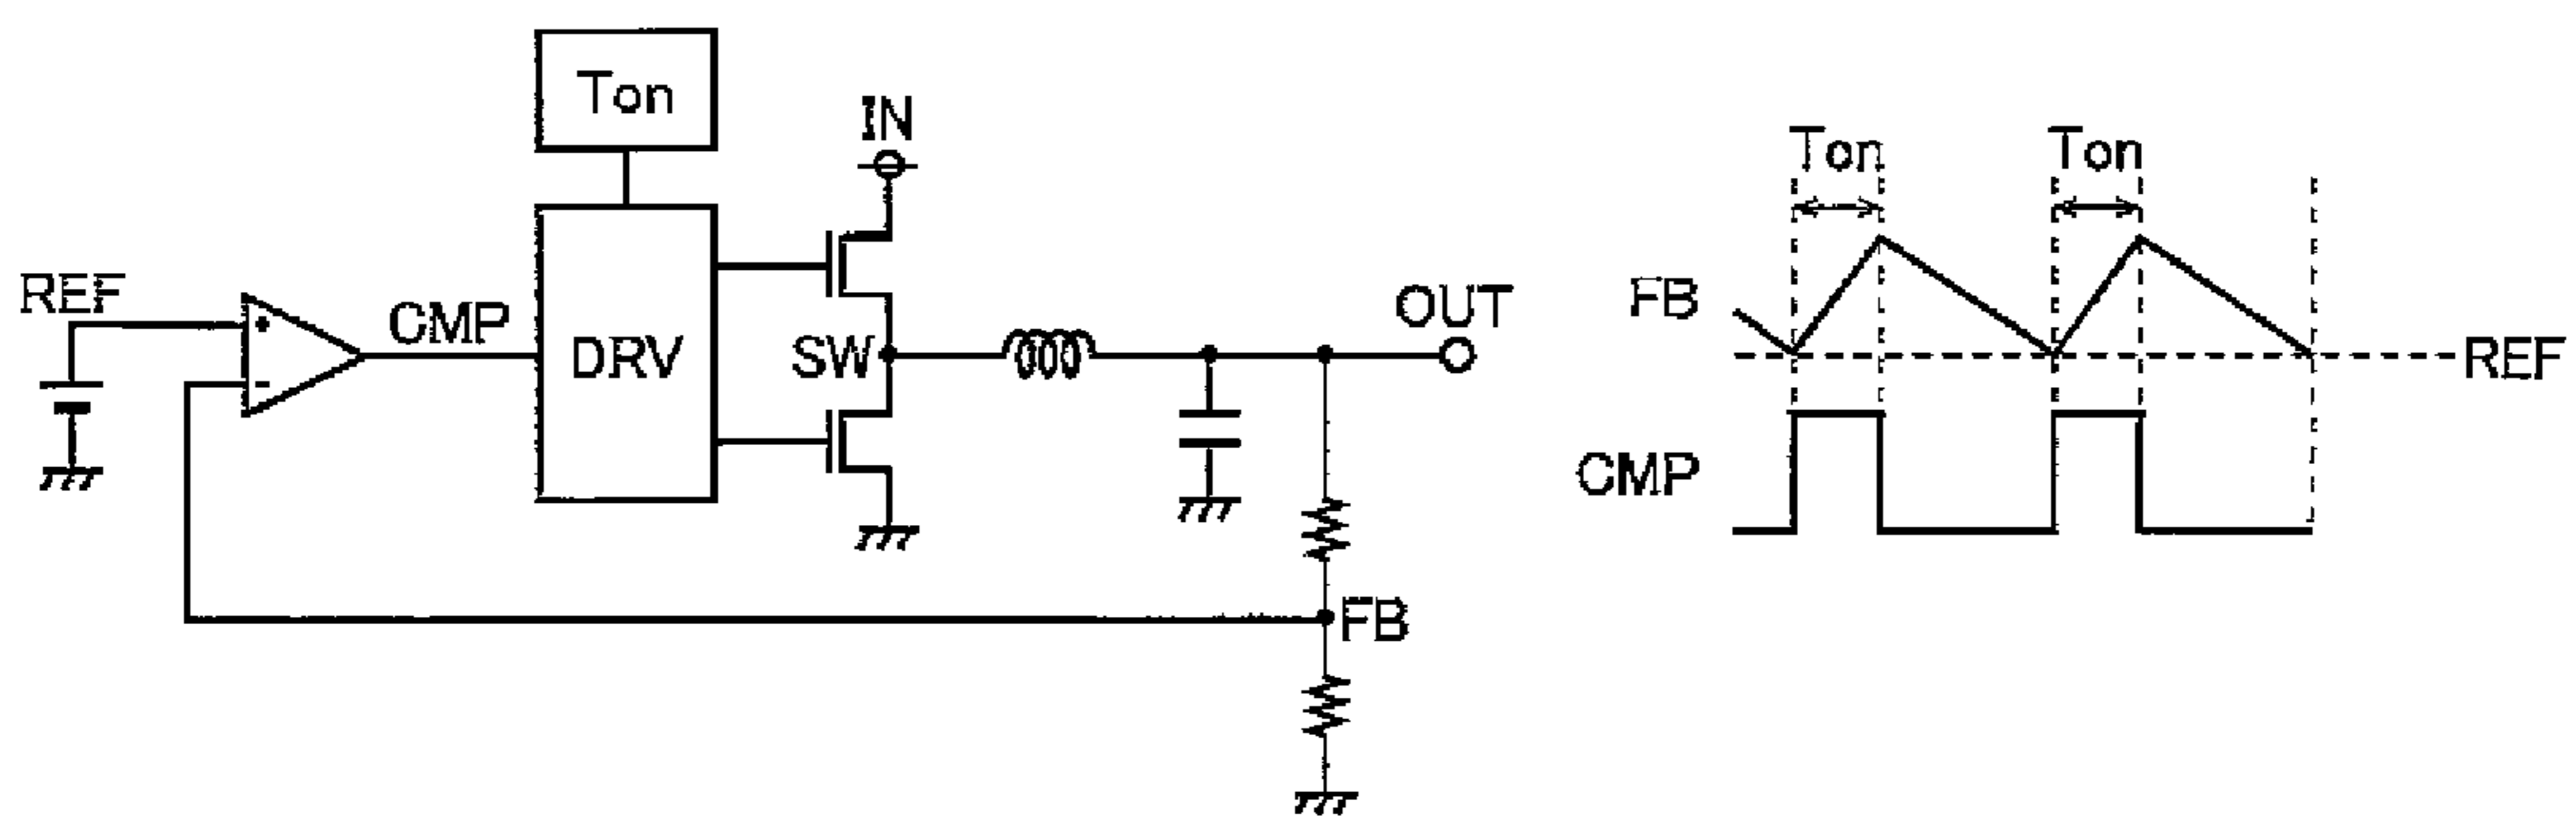 Ton
IN
REF
+
CMP
DRV
SW
OUT
-
FB
Ton
Ton
FB
REF
CMP